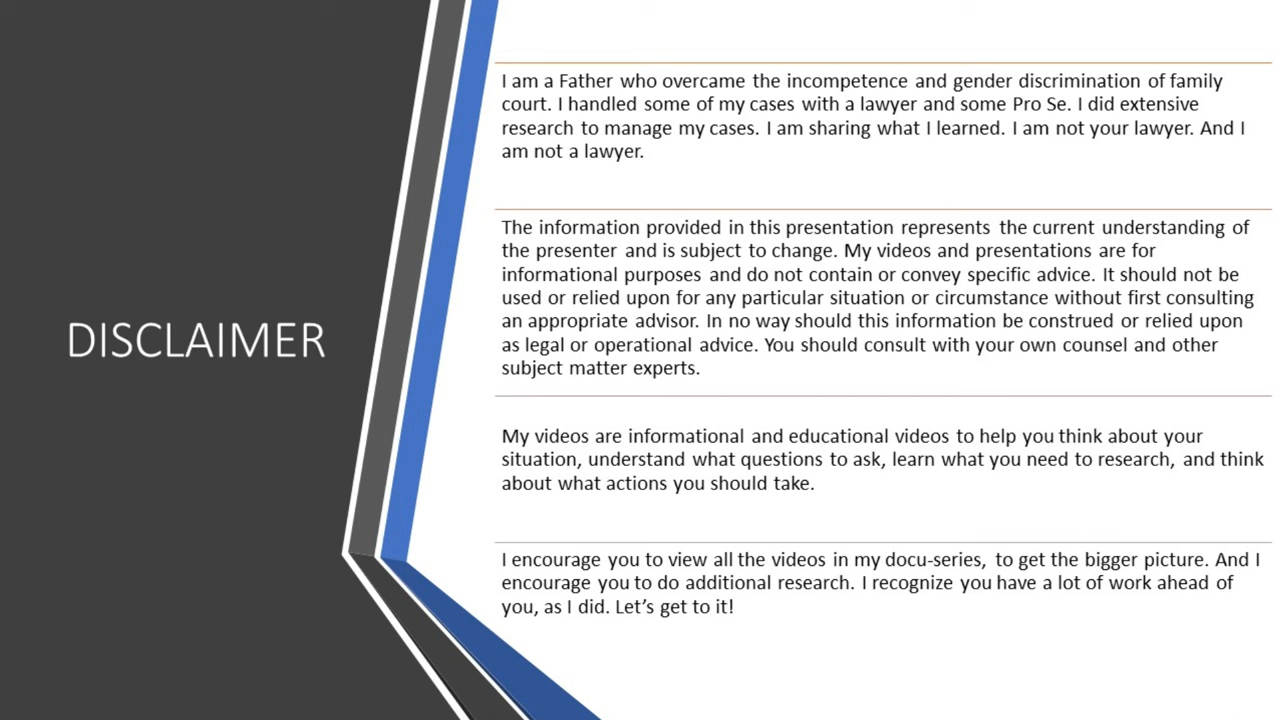 DISCLAIMER
I am a Father who overcame the incompetence and gender discrimination of family
court. I handled some of my cases with a lawyer and some Pro Se. I did extensive
research to manage my cases. I am sharing what I learned. I am not your lawyer. And I
am not a lawyer.
The information provided in this presentation represents the current understanding of
the presenter and is subject to change. My videos and presentations are for
informational purposes and do not contain or convey specific advice. It should not be
used or relied upon for any particular situation or circumstance without first consulting
an appropriate advisor. In no way should this information be construed or relied upon
as legal or operational advice. You should consult with your own counsel and other
subject matter experts.
My videos are informational and educational videos to help you think about your
situation, understand what questions to ask, learn what you need to research, and think
about what actions you should take.
I encourage you to view all the videos in my docu-series, to get the bigger picture. And I
encourage you to do additional research. I recognize you have a lot of work ahead of
you, as I did. Let’s get to it!